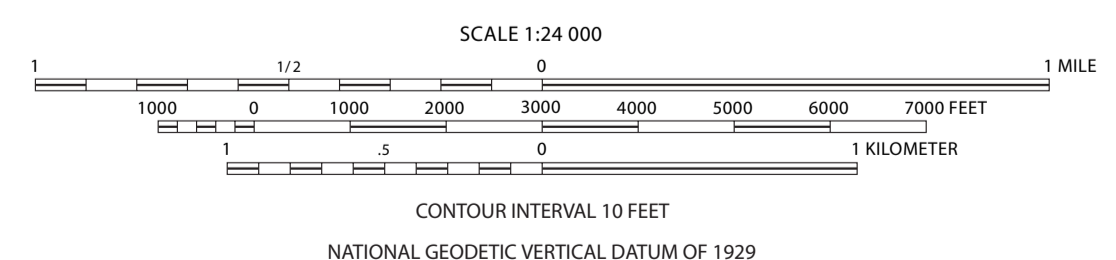 SCALE 1:24 000
1 1/2 0 1 MILE
1000 0 1000 2000 3000 4000 5000 6000 7000 FEET
1 .5 0 1 KILOMETER
CONTOUR INTERVAL 10 FEET
NATIONAL GEODETIC VERTICAL DATUM OF 1929